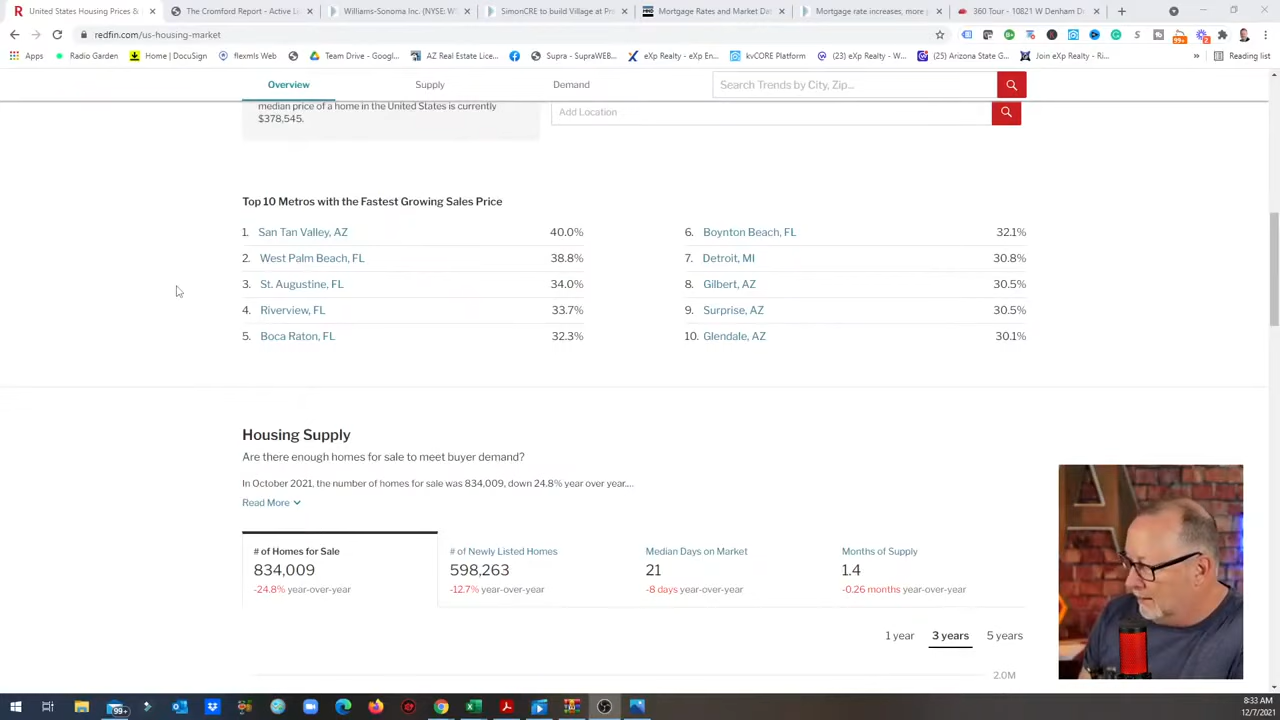 United States Housing Prices &
The Cromford Report - Active Li
Williams-Sonoma Inc. (NYSE: W
SimonCRE to build Village at Pr
Mortgage Rates and Market Da
Mortgage rate increases, more
360 Tour - 10821 W Denham D
redfin.com/us-housing-market
Apps
Radio Garden
Home | DocuSign
flexmls Web
Team Drive - Googl...
AZ Real Estate Lice...
Supra - SupraWEB...
eXp Realty - eXp En...
kvCORE Platform
(23) eXp Realty - W...
(25) Arizona State G...
Join eXp Realty - Ri...
»
Reading list
Overview
Supply
Demand
Search Trends by City, Zip...
median price of a home in the United States is currently
$378,545.
Add Location
Top 10 Metros with the Fastest Growing Sales Price
1. San Tan Valley, AZ 40.0%
2. West Palm Beach, FL 38.8%
3. St. Augustine, FL 34.0%
4. Riverview, FL 33.7%
5. Boca Raton, FL 32.3%
6. Boynton Beach, FL 32.1%
7. Detroit, MI 30.8%
8. Gilbert, AZ 30.5%
9. Surprise, AZ 30.5%
10. Glendale, AZ 30.1%
Housing Supply
Are there enough homes for sale to meet buyer demand?
In October 2021, the number of homes for sale was 834,009, down 24.8% year over year....
Read More
# of Homes for Sale
834,009
-24.8% year-over-year
# of Newly Listed Homes
598,263
-12.7% year-over-year
Median Days on Market
21
-8 days year-over-year
Months of Supply
1.4
-0.26 months year-over-year
1 year
3 years
5 years
2.0M
99+
8:33 AM
12/7/2021